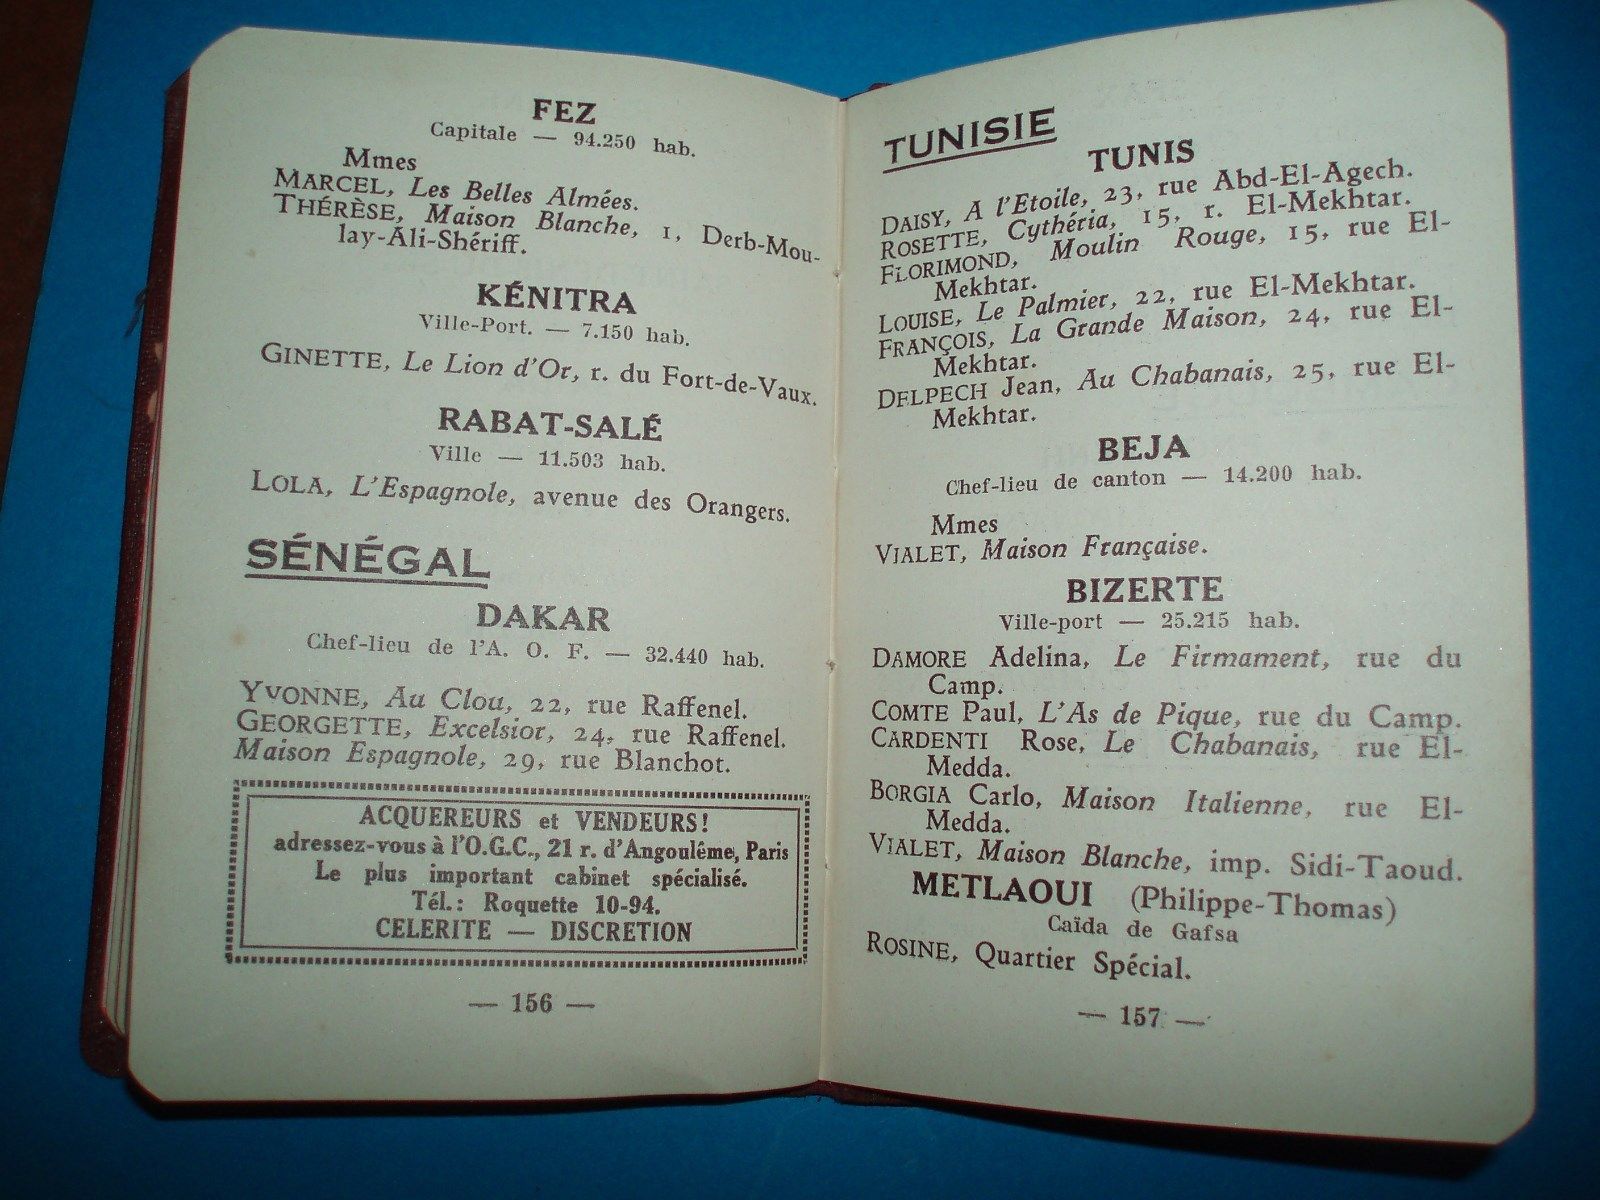 FEZ
Capitale — 94.250 hab.
Mmes
MARCEL, Les Belles Almées.
THÉRÈSE, Maison Blanche, 1, Derb-Mou-
lay-Ali-Shériff.
KÉNITRA
Ville-Port. — 7.150 hab.
GINETTE, Le Lion d'Or, r. du Fort-de-Vaux.
RABAT-SALÉ
Ville — 11.503 hab.
LOLA, L'Espagnole, avenue des Orangers.
SÉNÉGAL
DAKAR
Chef-lieu de l'A. O. F. — 32.440 hab.
YVONNE, Au Clou, 22, rue Raffenel.
GEORGETTE, Excelsior, 24, rue Raffenel.
Maison Espagnole, 29, rue Blanchot.
ACQUEREURS et VENDEURS!
adressez-vous à l'O.G.C., 21 r. d'Angoulême, Paris
Le plus important cabinet spécialisé.
Tél.: Roquette 10-94.
CELERITE — DISCRETION
— 156 —
TUNISIE
TUNIS
DAISY, A l'Etoile, 23, rue Abd-El-Agech.
ROSETTE, Cythéria, 15, r. El-Mekhtar.
FLORIMOND, Moulin Rouge, 15, rue El-
Mekhtar.
LOUISE, Le Palmier, 22, rue El-Mekhtar.
FRANÇOIS, La Grande Maison, 24, rue El-
Mekhtar.
DELPECH Jean, Au Chabanais, 25, rue El-
Mekhtar.
BEJA
Chef-lieu de canton — 14.200 hab.
Mmes
VIALET, Maison Française.
BIZERTE
Ville-port — 25.215 hab.
DAMORE Adelina, Le Firmament, rue du
Camp.
COMTE Paul, L'As de Pique, rue du Camp.
CARDENTI Rose, Le Chabanais, rue El-
Medda.
BORGIA Carlo, Maison Italienne, rue El-
Medda.
VIALET, Maison Blanche, imp. Sidi-Taoud.
METLAOUI (Philippe-Thomas)
Caïda de Gafsa
ROSINE, Quartier Spécial.
— 157 —